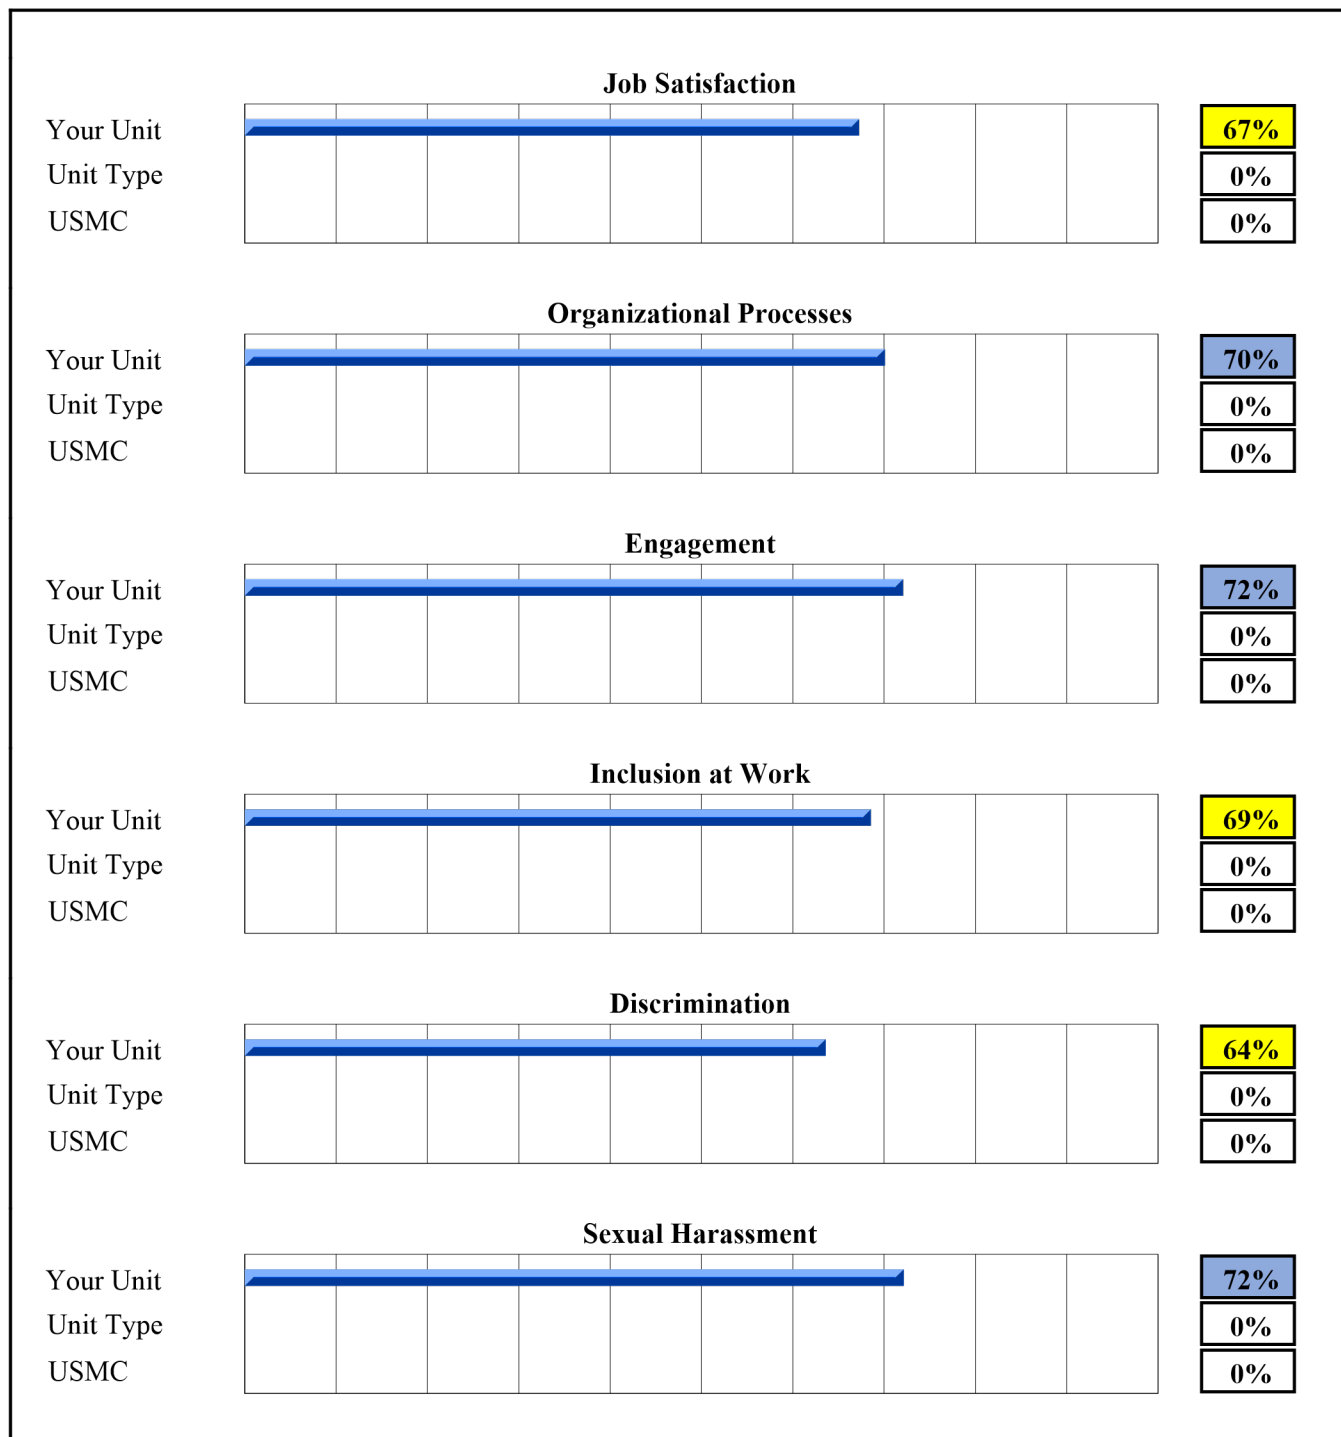 Job Satisfaction
Your Unit 67%
Unit Type 0%
USMC 0%
Organizational Processes
Your Unit 70%
Unit Type 0%
USMC 0%
Engagement
Your Unit 72%
Unit Type 0%
USMC 0%
Inclusion at Work
Your Unit 69%
Unit Type 0%
USMC 0%
Discrimination
Your Unit 64%
Unit Type 0%
USMC 0%
Sexual Harassment
Your Unit 72%
Unit Type 0%
USMC 0%